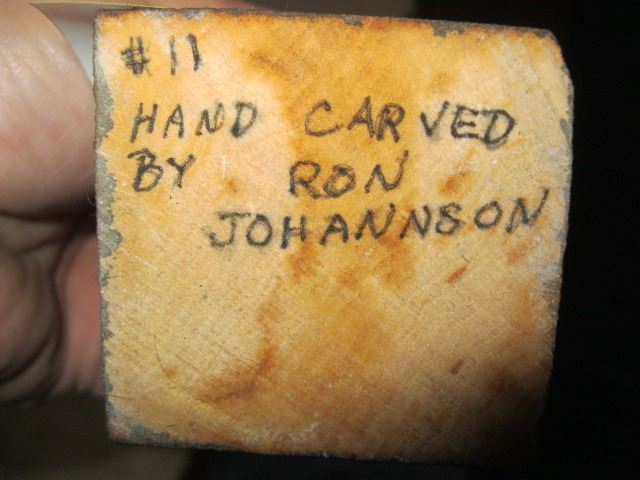 #11
HAND CARVED
BY RON
JOHANNSON